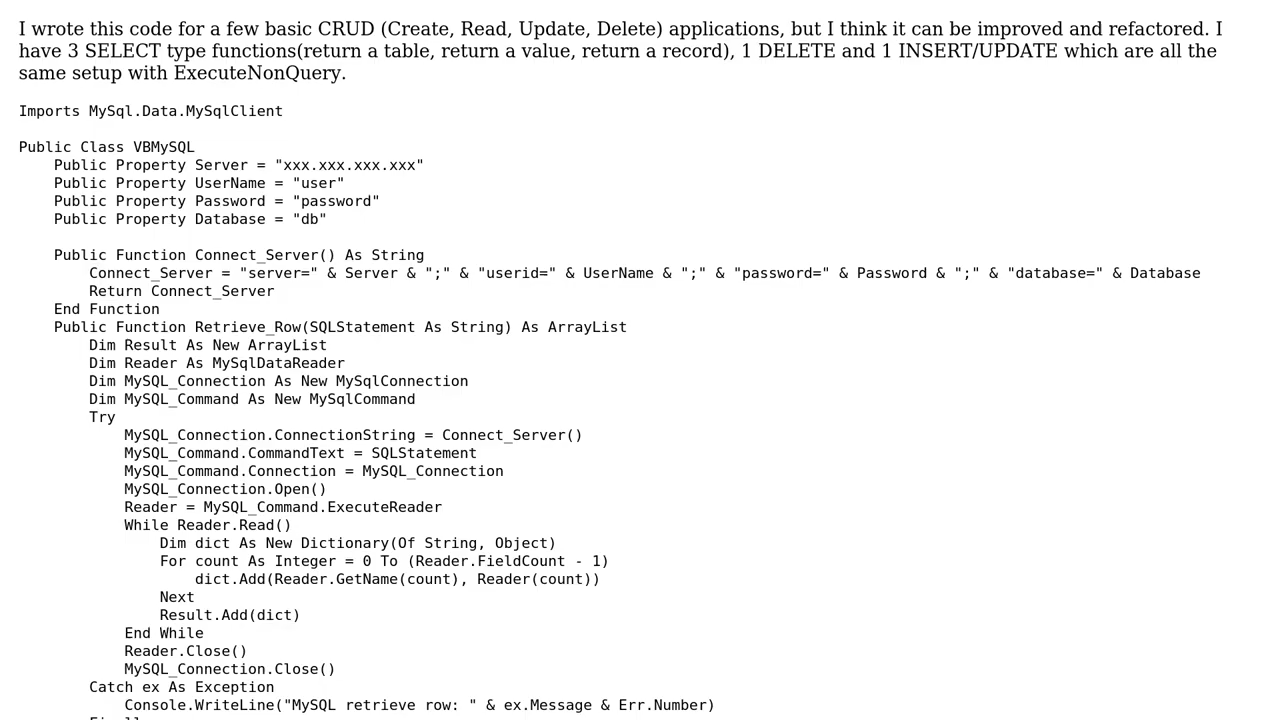 I wrote this code for a few basic CRUD (Create, Read, Update, Delete) applications, but I think it can be improved and refactored. I
have 3 SELECT type functions(return a table, return a value, return a record), 1 DELETE and 1 INSERT/UPDATE which are all the
same setup with ExecuteNonQuery.

Imports MySql.Data.MySqlClient

Public Class VBMySQL
    Public Property Server = "xxx.xxx.xxx.xxx"
    Public Property UserName = "user"
    Public Property Password = "password"
    Public Property Database = "db"

    Public Function Connect_Server() As String
        Connect_Server = "server=" & Server & ";" & "userid=" & UserName & ";" & "password=" & Password & ";" & "database=" & Database
        Return Connect_Server
    End Function
    Public Function Retrieve_Row(SQLStatement As String) As ArrayList
        Dim Result As New ArrayList
        Dim Reader As MySqlDataReader
        Dim MySQL_Connection As New MySqlConnection
        Dim MySQL_Command As New MySqlCommand
        Try
            MySQL_Connection.ConnectionString = Connect_Server()
            MySQL_Command.CommandText = SQLStatement
            MySQL_Command.Connection = MySQL_Connection
            MySQL_Connection.Open()
            Reader = MySQL_Command.ExecuteReader
            While Reader.Read()
                Dim dict As New Dictionary(Of String, Object)
                For count As Integer = 0 To (Reader.FieldCount - 1)
                    dict.Add(Reader.GetName(count), Reader(count))
                Next
                Result.Add(dict)
            End While
            Reader.Close()
            MySQL_Connection.Close()
        Catch ex As Exception
            Console.WriteLine("MySQL retrieve row: " & ex.Message & Err.Number)